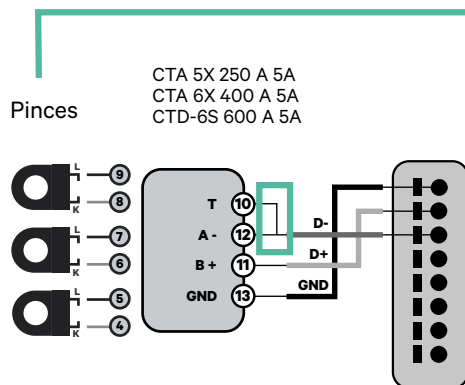 CTA 5X 250 A 5A
CTA 6X 400 A 5A
CTD-6S 600 A 5A
Pinces
L
9
K
8
L
7
K
6
L
5
K
4
T
10
A -
12
B +
11
GND
13
D-
D+
GND